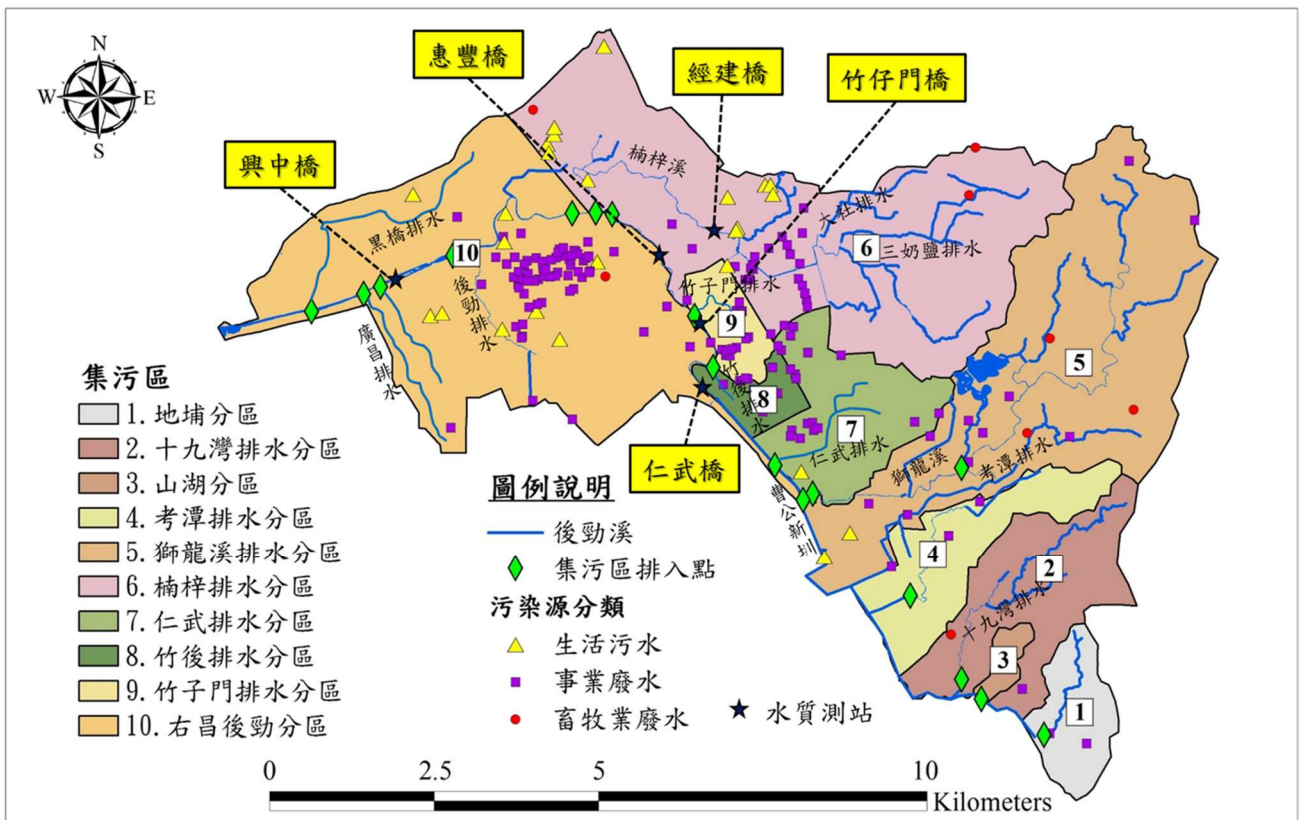 N
W
E
S
惠豐橋
經建橋
竹仔門橋
興中橋
仁武橋
楠梓溪
大社排水
三奶鹽排水
黑橋排水
後勁排水
廣昌排水
竹子門排水
竹後排水
仁武排水
獅龍溪
考潭排水
曹公新圳
十九灣排水
10
6
9
5
8
7
4
2
3
1
集污區
1. 地埔分區
2. 十九灣排水分區
3. 山湖分區
4. 考潭排水分區
5. 獅龍溪排水分區
6. 楠梓排水分區
7. 仁武排水分區
8. 竹後排水分區
9. 竹子門排水分區
10. 右昌後勁分區
圖例說明
後勁溪
集污區排入點
污染源分類
生活污水
事業廢水
畜牧業廢水
水質測站
0 2.5 5 10
Kilometers